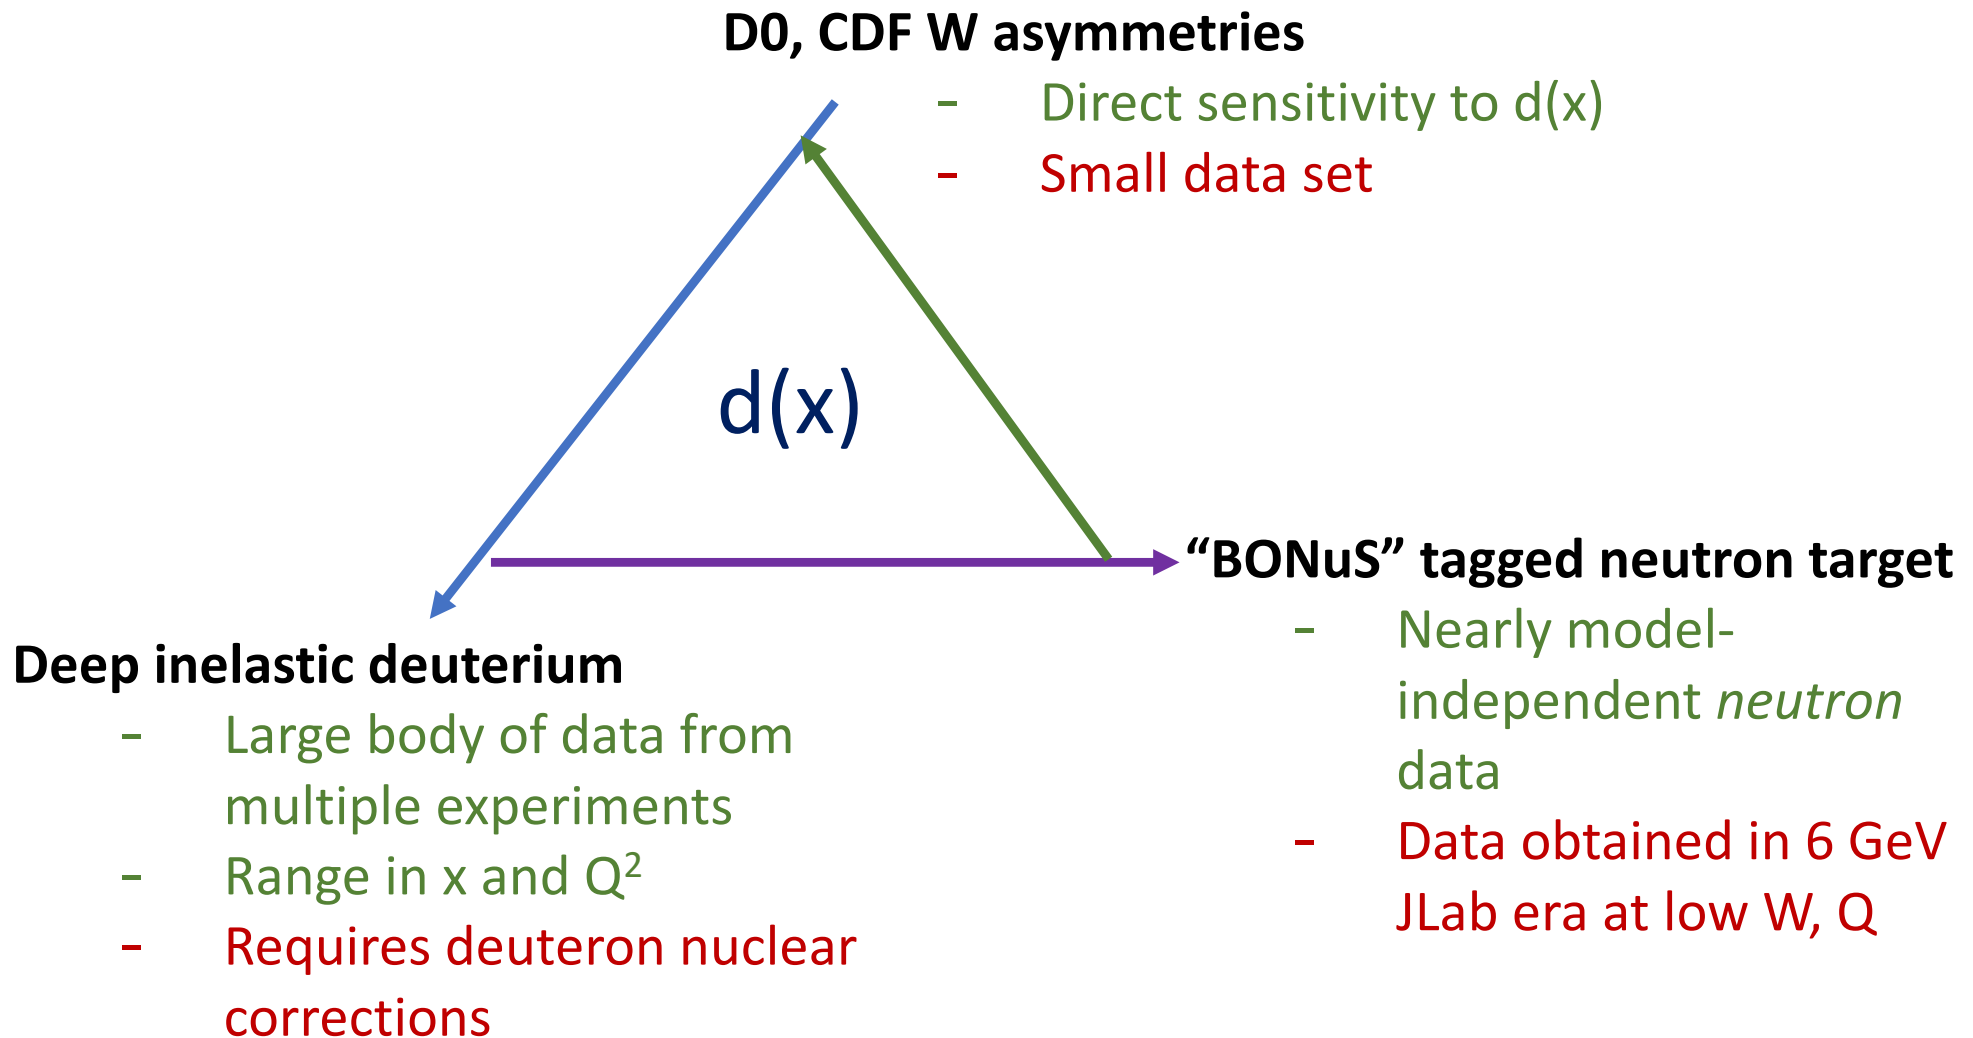 D0, CDF W asymmetries
- Direct sensitivity to d(x)
- Small data set
d(x)
“BONuS” tagged neutron target
- Nearly model-
independent neutron
data
- Data obtained in 6 GeV
JLab era at low W, Q
Deep inelastic deuterium
- Large body of data from
multiple experiments
- Range in x and Q²
- Requires deuteron nuclear
corrections